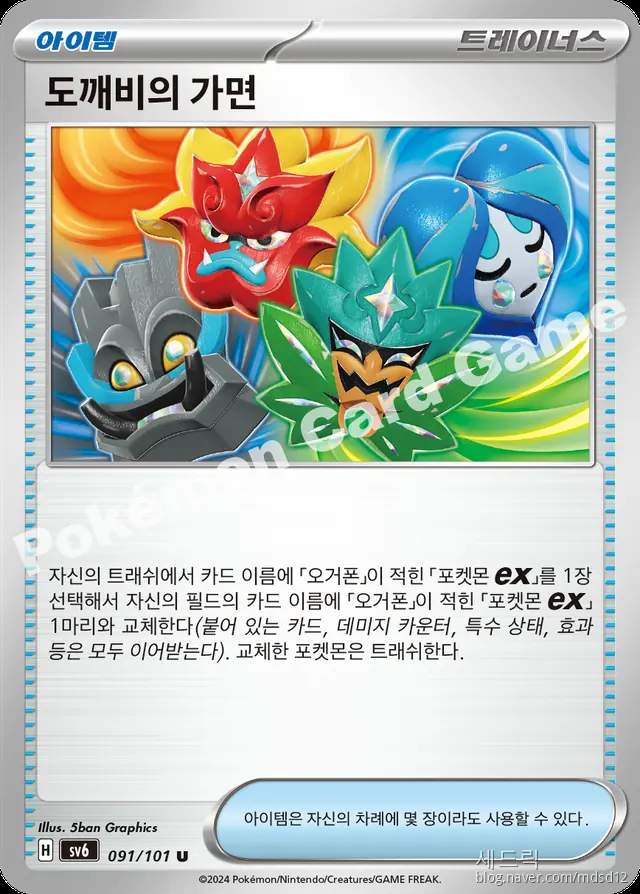 아이템
트레이너스
도깨비의 가면
Pokémon Card Game
자신의 트래쉬에서 카드 이름에 「오거폰」이 적힌 「포켓몬 ex」를 1장
선택해서 자신의 필드의 카드 이름에 「오거폰」이 적힌 「포켓몬 ex」
1마리와 교체한다(붙어 있는 카드, 데미지 카운터, 특수 상태, 효과
등은 모두 이어받는다). 교체한 포켓몬은 트래쉬한다.
아이템은 자신의 차례에 몇 장이라도 사용할 수 있다.
Illus. 5ban Graphics
H sv6 091/101 U
©2024 Pokémon/Nintendo/Creatures/GAME FREAK.
세드릭
blog.naver.com/mdsd12